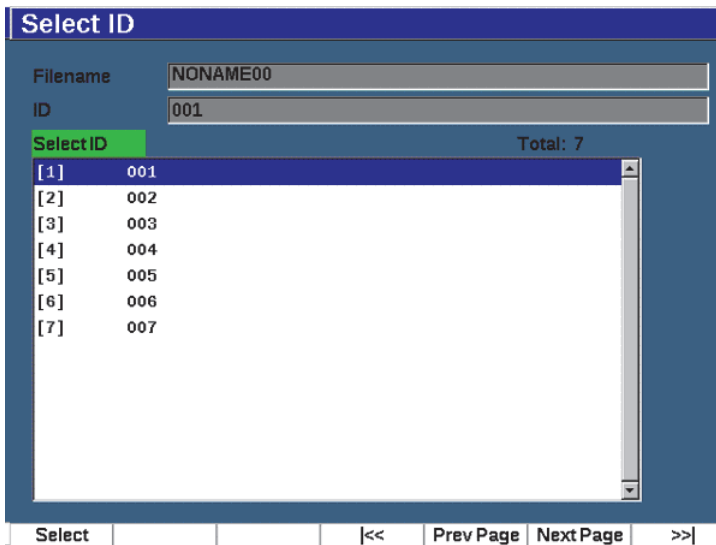 Select ID
Filename NONAME00
ID 001
Select ID Total: 7
[1] 001
[2] 002
[3] 003
[4] 004
[5] 005
[6] 006
[7] 007
Select |<< Prev Page Next Page >>|